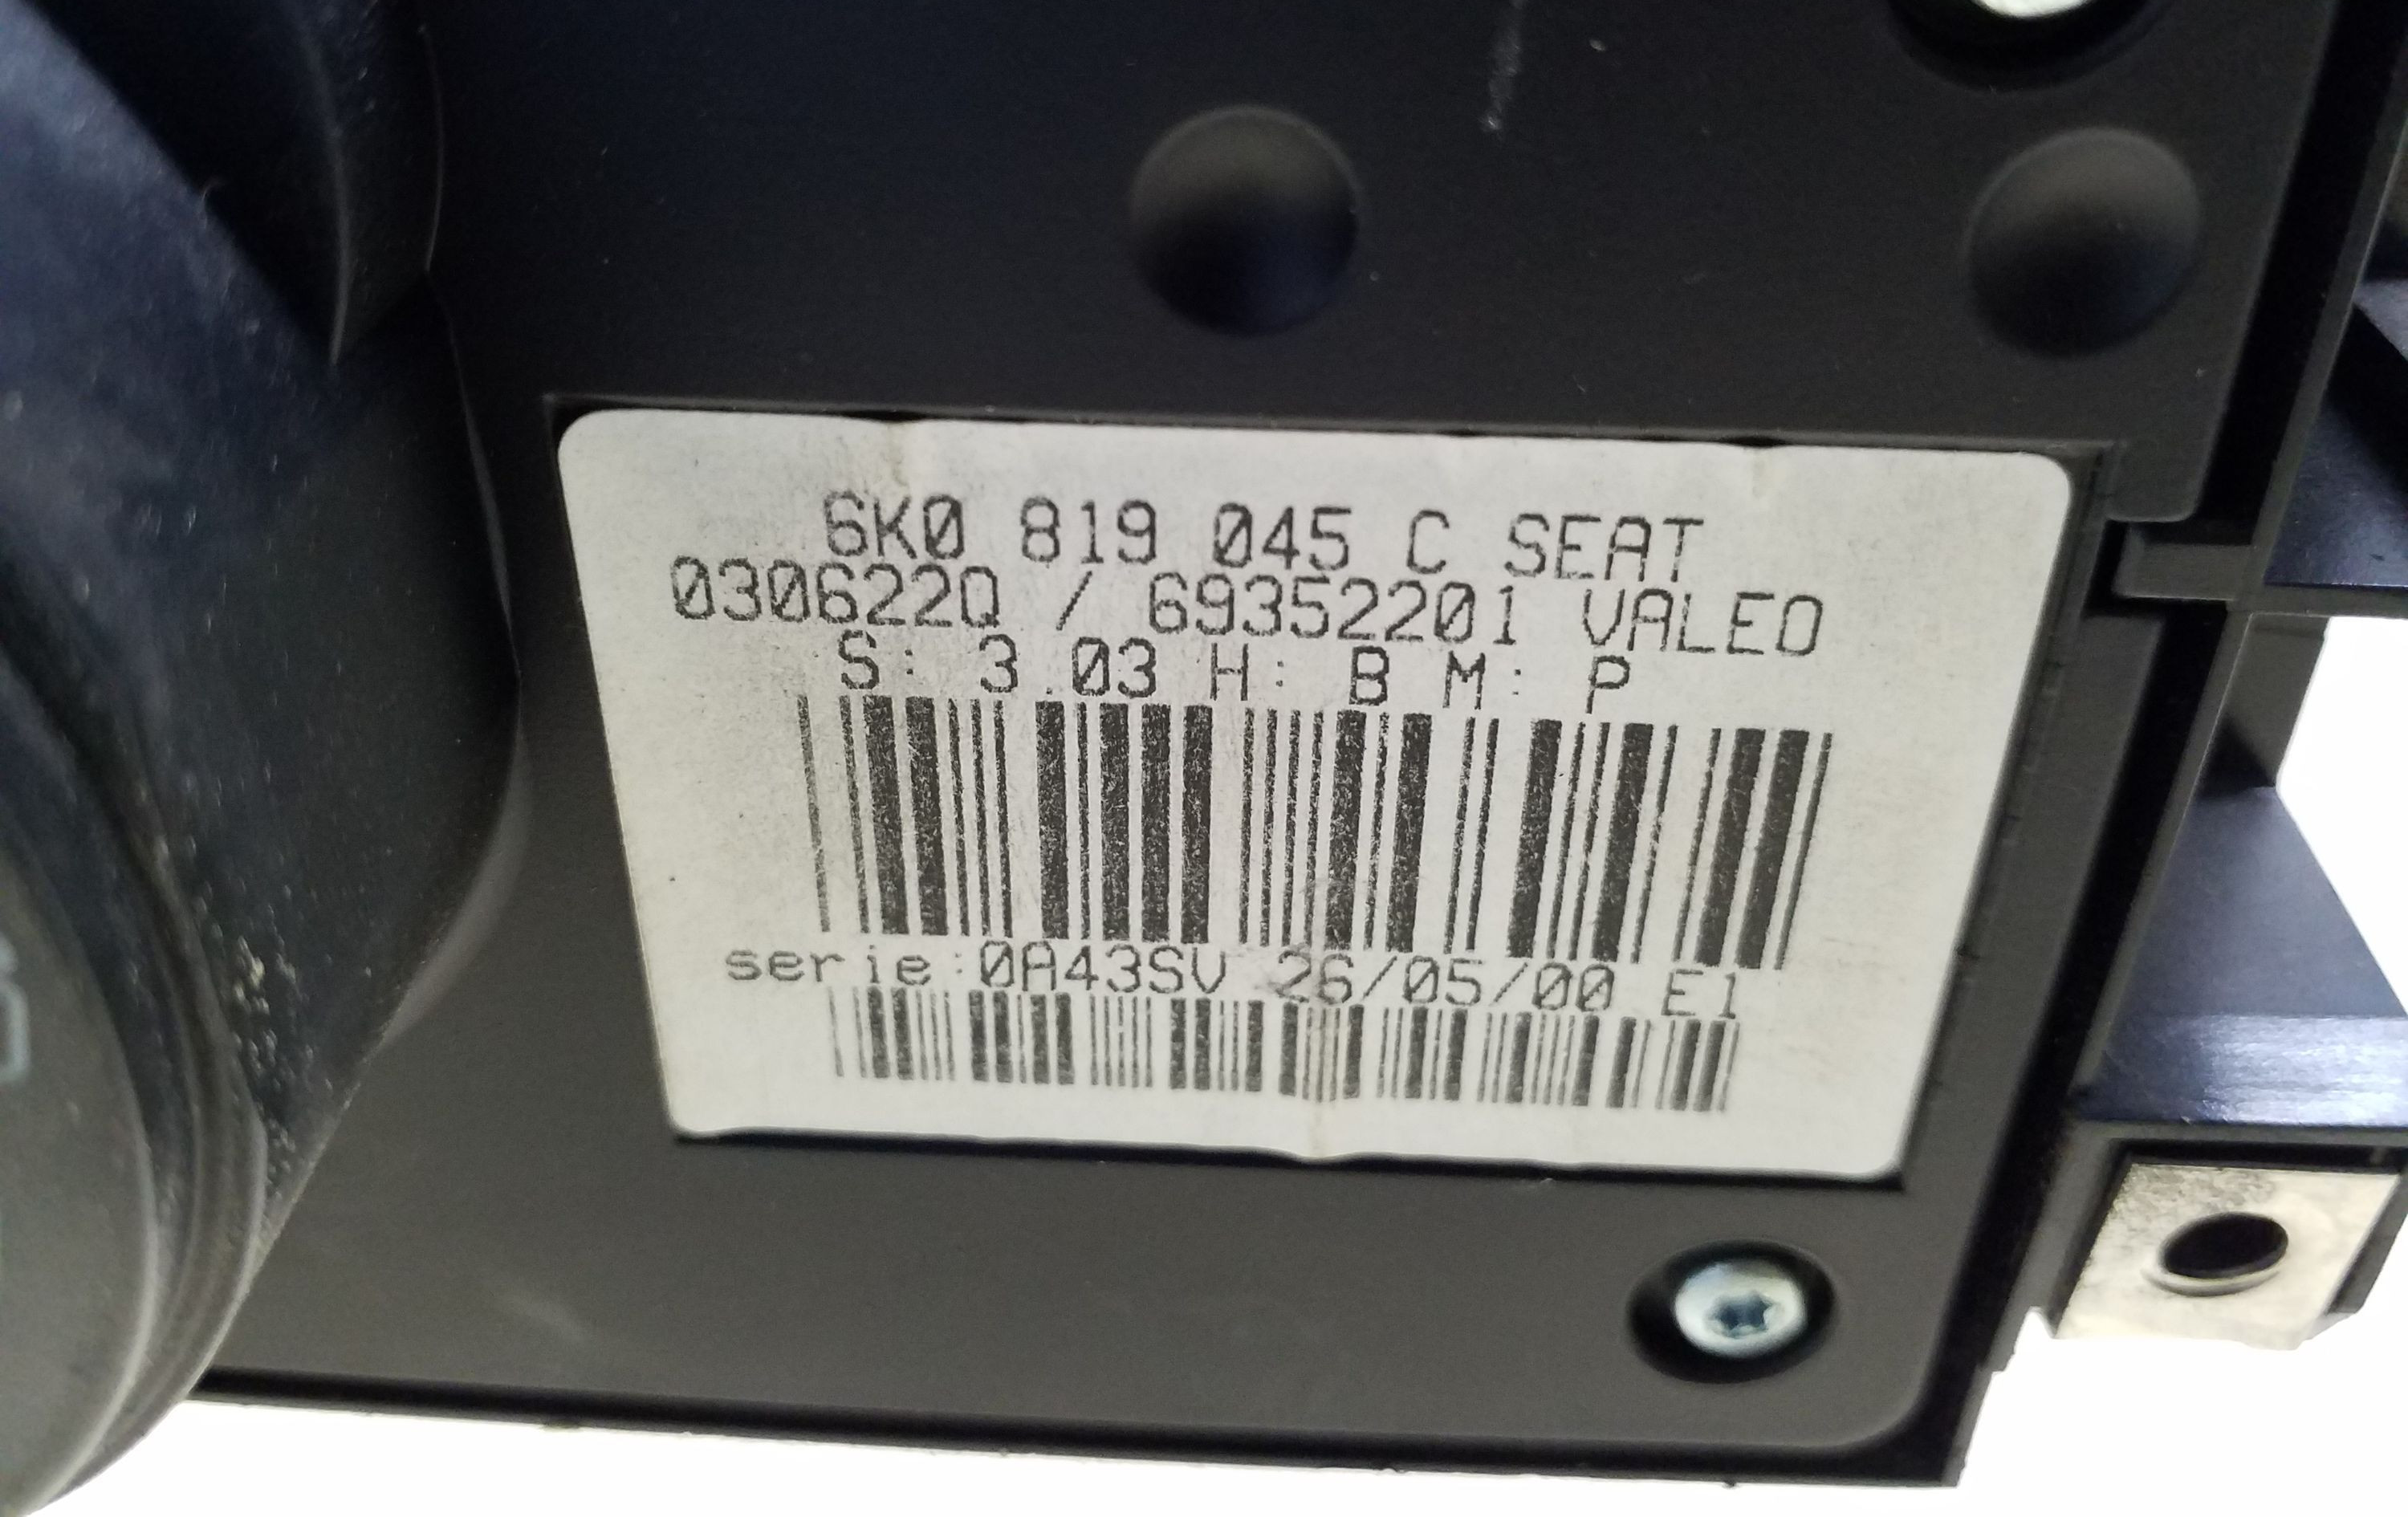 6K0 819 045 C SEAT
030622Q / 69352201 VALEO
S: 3.03 H: B M: P
serie:0A43SV 26/05/00 E1